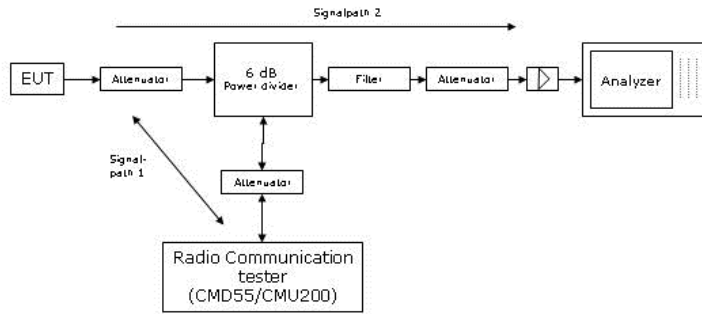 Signalpath 2
EUT
Attenuator
6 dB
Power divider
Filter
Attenuator
Analyzer
Signal-
path 1
Attenuator
Radio Communication
tester
(CMD55/CMU200)